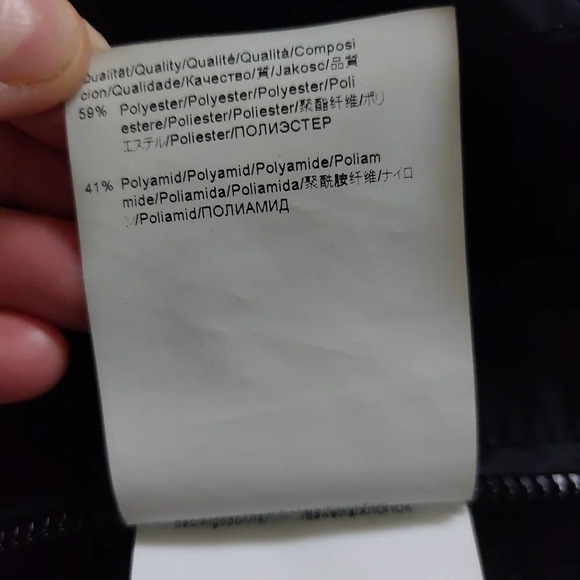 Qualität/Quality/Qualité/Qualità/Composi
cion/Qualidade/Качество/質/Jakosc/品質
59% Polyester/Polyester/Polyester/Poli
estere/Poliester/Poliester/聚酯纤维/ポリ
エステル/Poliester/ПОЛИЭСТЕР
41% Polyamid/Polyamid/Polyamide/Poliam
mide/Poliamida/Poliamida/聚酰胺纤维/ナイロ
ン/Poliamid/ПОЛИАМИД